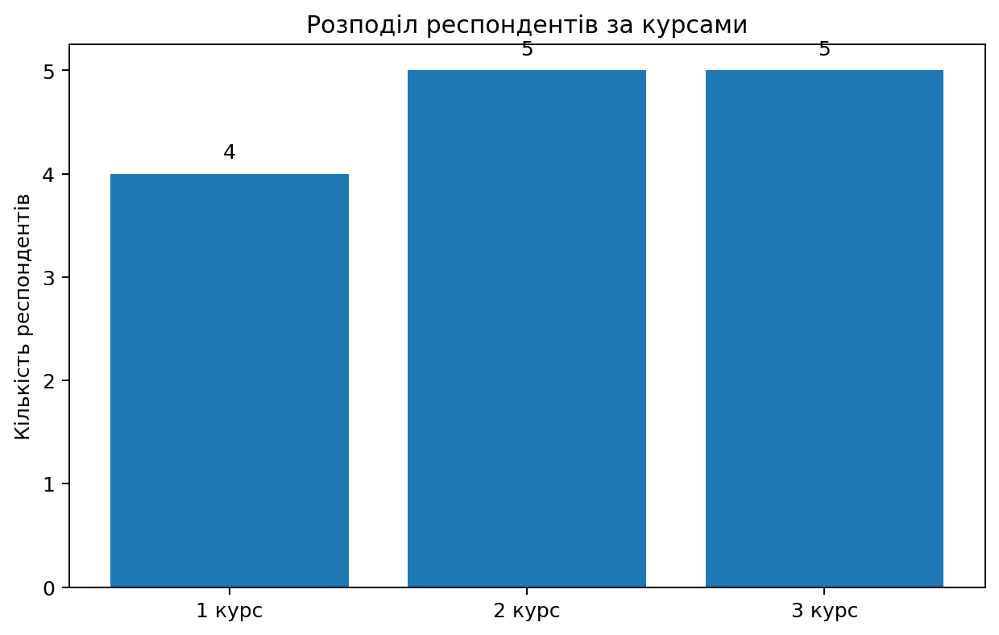 Розподіл респондентів за курсами
Кількість респондентів
5
4
3
2
1
0
4
5
5
1 курс
2 курс
3 курс